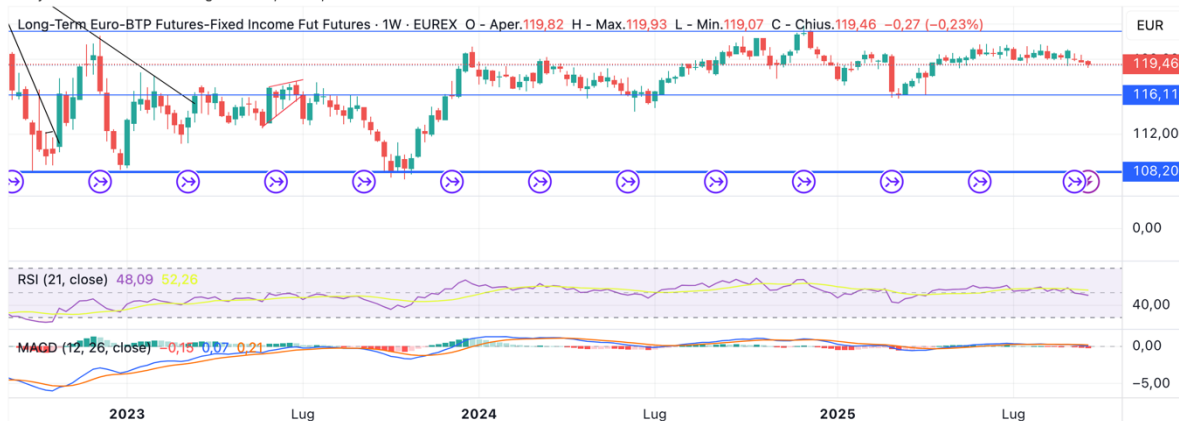 Long-Term Euro-BTP Futures-Fixed Income Fut Futures · 1W · EUREX O - Aper.119,82 H - Max.119,93 L - Min.119,07 C - Chius.119,46 −0,27 (−0,23%)
EUR
119,46
116,11
112,00
108,20
0,00
RSI (21, close) 48,09 52,26
40,00
MACD (12, 26, close) −0,15 0,07 0,21
0,00
−5,00
2023 Lug 2024 Lug 2025 Lug